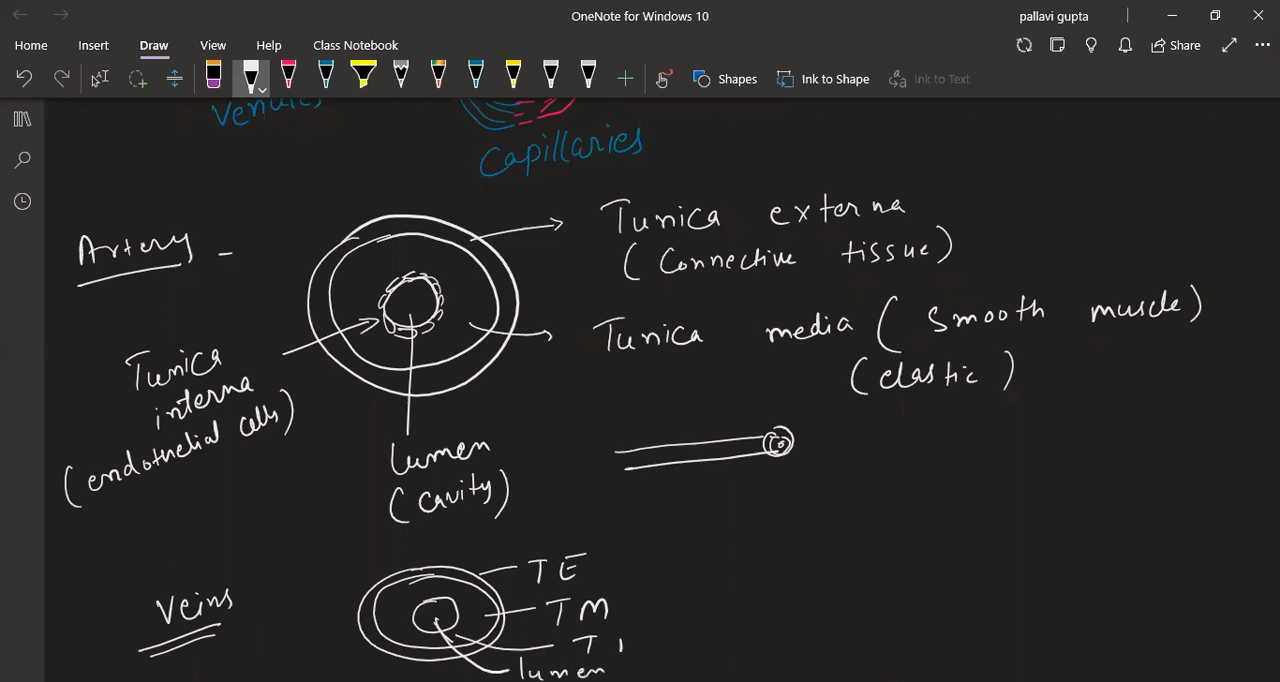 OneNote for Windows 10
pallavi gupta
Home Insert Draw View Help Class Notebook
Share
Shapes Ink to Shape Ink to Text
Venules
Capillaries
Artery -
Tunica externa
(Connective tissue)
Tunica media (Smooth muscle)
(elastic)
Tunica
interna
(endothelial cells)
lumen
(cavity)
Veins
TE
TM
TI
lumen